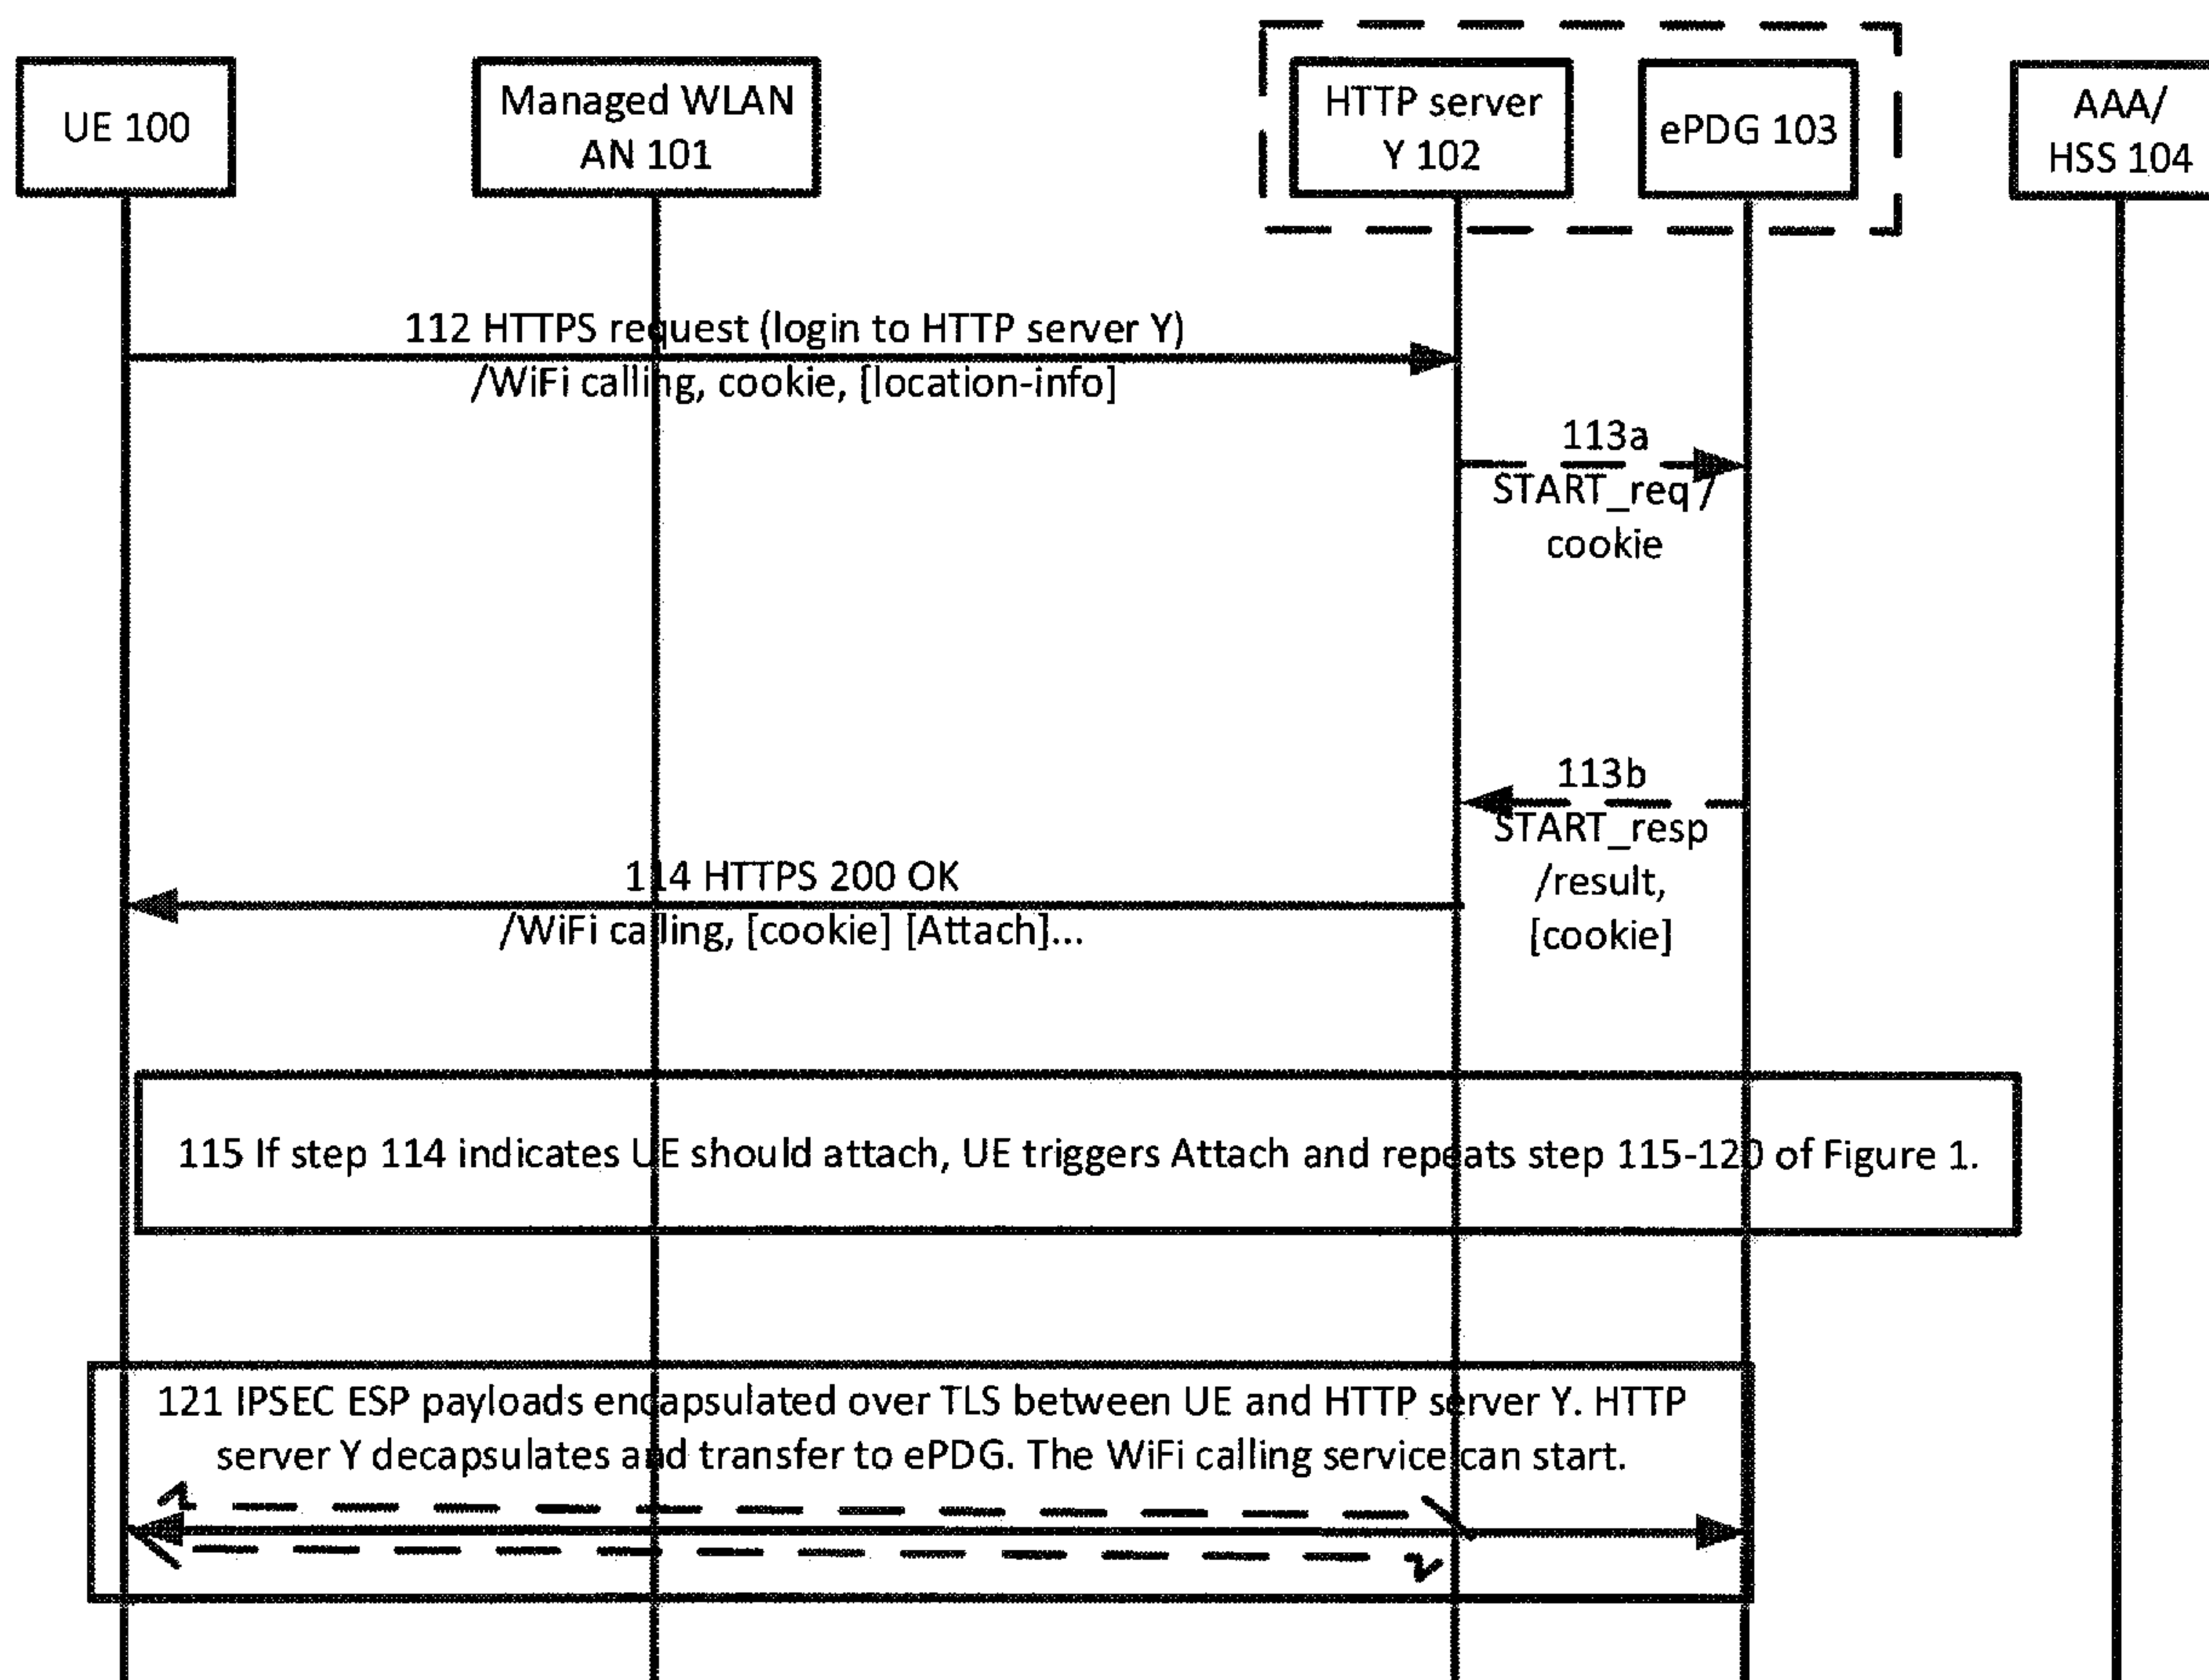 UE 100
Managed WLAN
AN 101
HTTP server
Y 102
ePDG 103
AAA/
HSS 104
112 HTTPS request (login to HTTP server Y)
/WiFi calling, cookie, [location-info]
113a
START_req /
cookie
113b
START_resp
/result,
[cookie]
114 HTTPS 200 OK
/WiFi calling, [cookie] [Attach]...
115 If step 114 indicates UE should attach, UE triggers Attach and repeats step 115-120 of Figure 1.
121 IPSEC ESP payloads encapsulated over TLS between UE and HTTP server Y. HTTP
server Y decapsulates and transfer to ePDG. The WiFi calling service can start.